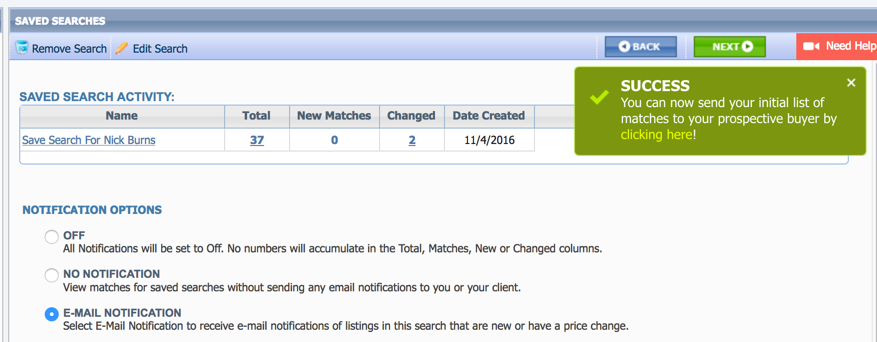 SAVED SEARCHES
Remove Search
Edit Search
BACK
NEXT
Need Help
SUCCESS
You can now send your initial list of
matches to your prospective buyer by
clicking here!
SAVED SEARCH ACTIVITY:
Name Total New Matches Changed Date Created
Save Search For Nick Burns 37 0 2 11/4/2016
NOTIFICATION OPTIONS
OFF
All Notifications will be set to Off. No numbers will accumulate in the Total, Matches, New or Changed columns.
NO NOTIFICATION
View matches for saved searches without sending any email notifications to you or your client.
E-MAIL NOTIFICATION
Select E-Mail Notification to receive e-mail notifications of listings in this search that are new or have a price change.